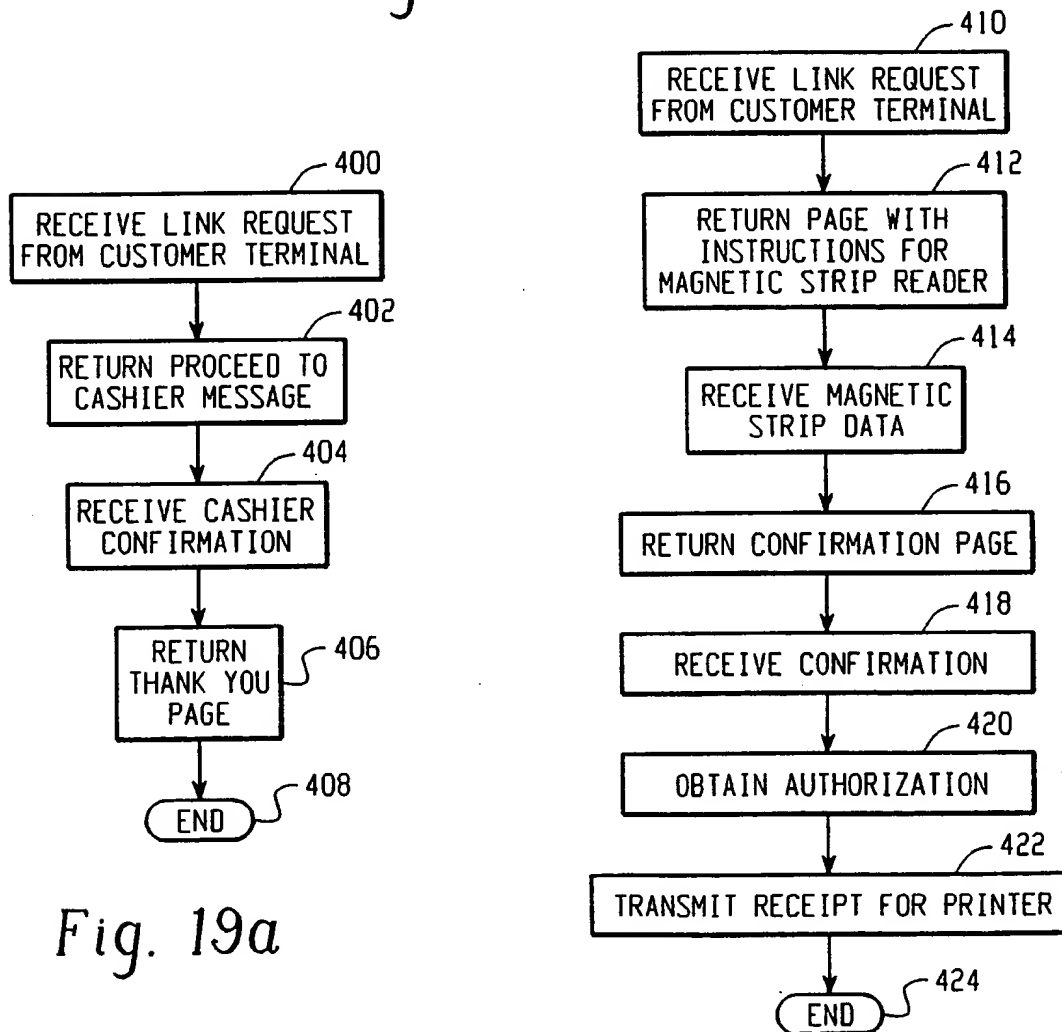 400
RECEIVE LINK REQUEST
FROM CUSTOMER TERMINAL
402
RETURN PROCEED TO
CASHIER MESSAGE
404
RECEIVE CASHIER
CONFIRMATION
RETURN
THANK YOU
PAGE
406
END
408
Fig. 19a
410
RECEIVE LINK REQUEST
FROM CUSTOMER TERMINAL
412
RETURN PAGE WITH
INSTRUCTIONS FOR
MAGNETIC STRIP READER
414
RECEIVE MAGNETIC
STRIP DATA
416
RETURN CONFIRMATION PAGE
418
RECEIVE CONFIRMATION
420
OBTAIN AUTHORIZATION
422
TRANSMIT RECEIPT FOR PRINTER
END
424